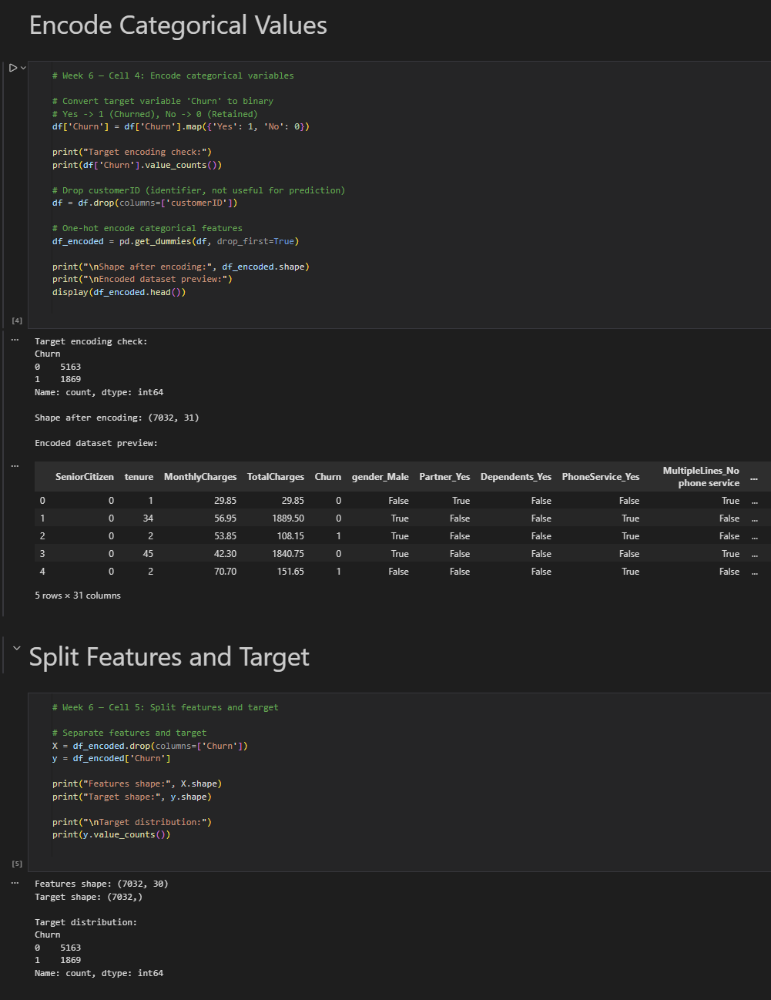 Encode Categorical Values
# Week 6 — Cell 4: Encode categorical variables
# Convert target variable 'Churn' to binary
# Yes -> 1 (Churned), No -> 0 (Retained)
df['Churn'] = df['Churn'].map({'Yes': 1, 'No': 0})
print("Target encoding check:")
print(df['Churn'].value_counts())
# Drop customerID (identifier, not useful for prediction)
df = df.drop(columns=['customerID'])
# One-hot encode categorical features
df_encoded = pd.get_dummies(df, drop_first=True)
print("\nShape after encoding:", df_encoded.shape)
print("\nEncoded dataset preview:")
display(df_encoded.head())
[4]
... Target encoding check:
Churn
0 5163
1 1869
Name: count, dtype: int64
Shape after encoding: (7032, 31)
Encoded dataset preview:
...
SeniorCitizen tenure MonthlyCharges TotalCharges Churn gender_Male Partner_Yes Dependents_Yes PhoneService_Yes MultipleLines_No phone service ...
0 0 1 29.85 29.85 0 False True False False True ...
1 0 34 56.95 1889.50 0 True False False True False ...
2 0 2 53.85 108.15 1 True False False True False ...
3 0 45 42.30 1840.75 0 True False False False True ...
4 0 2 70.70 151.65 1 False False False True False ...
5 rows × 31 columns
Split Features and Target
# Week 6 — Cell 5: Split features and target
# Separate features and target
X = df_encoded.drop(columns=['Churn'])
y = df_encoded['Churn']
print("Features shape:", X.shape)
print("Target shape:", y.shape)
print("\nTarget distribution:")
print(y.value_counts())
[5]
... Features shape: (7032, 30)
Target shape: (7032,)
Target distribution:
Churn
0 5163
1 1869
Name: count, dtype: int64